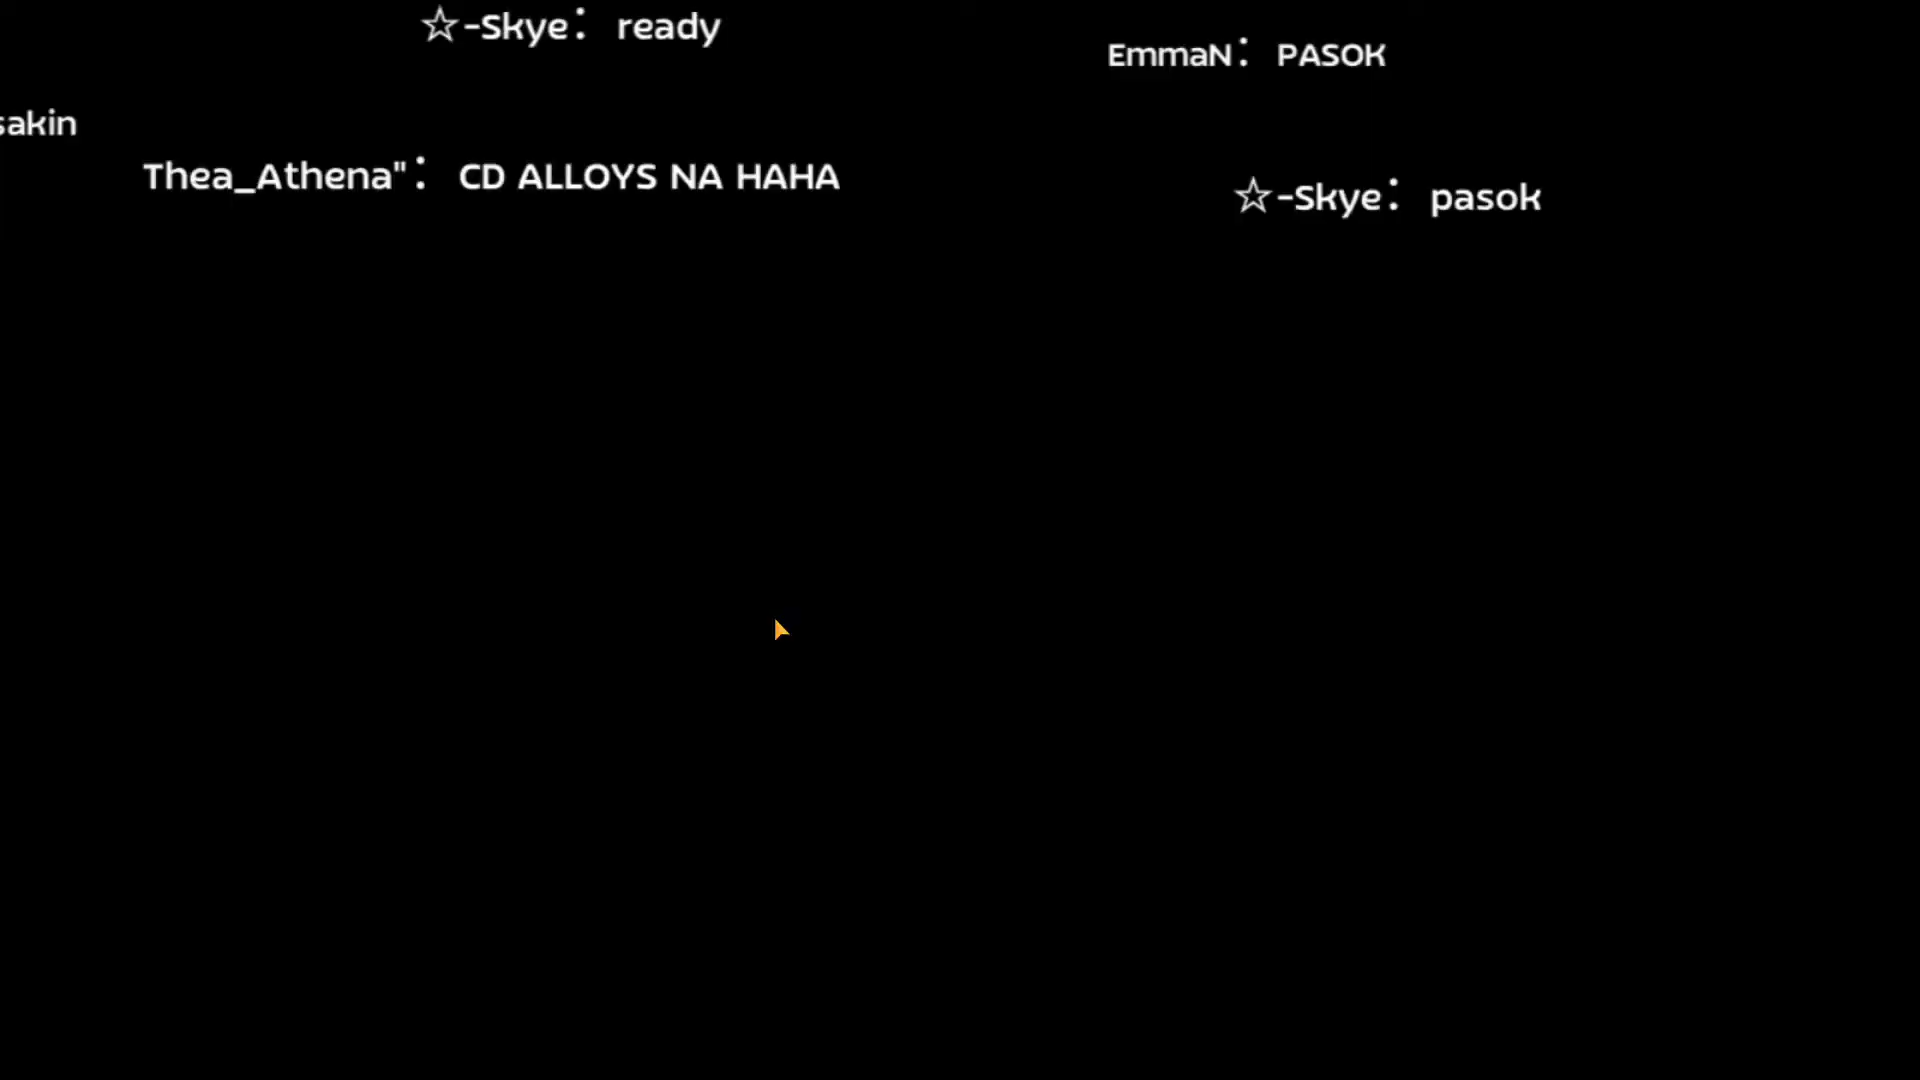 ☆-Skye： ready
EmmaN： PASOK
sakin
Thea_Athena"： CD ALLOYS NA HAHA
☆-Skye： pasok